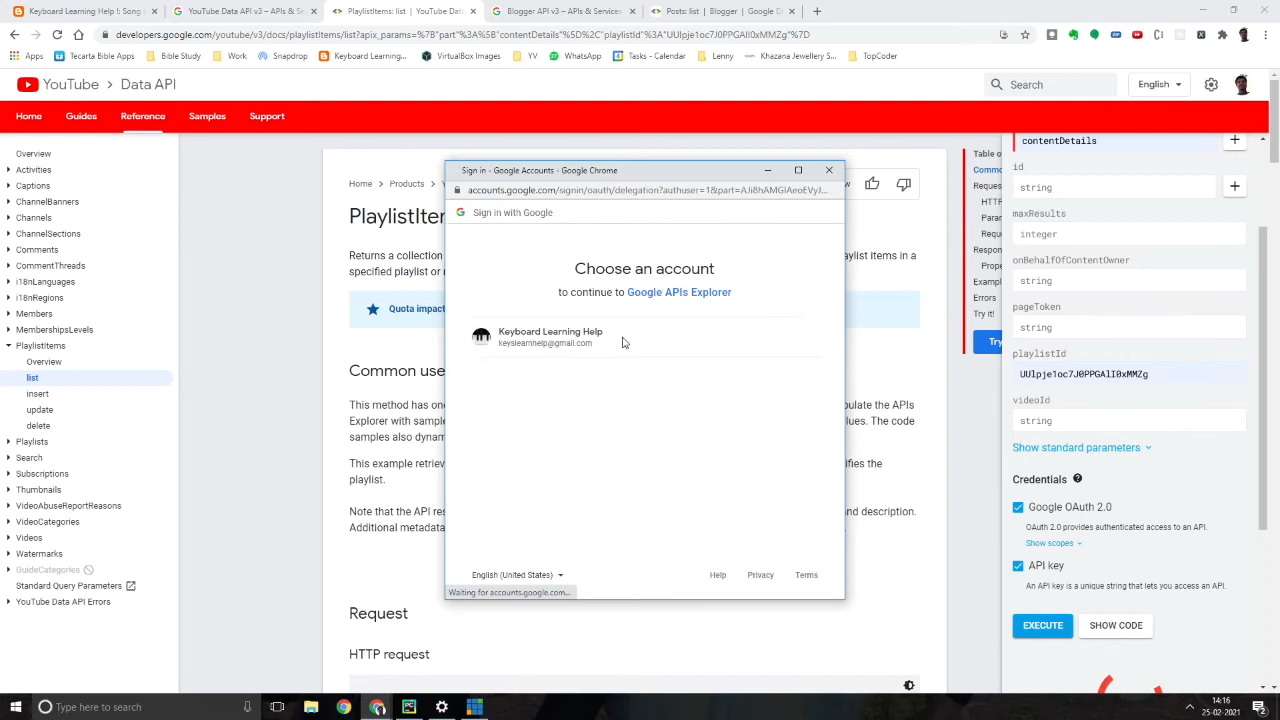 Keyboard Learning Help !: Song l
YouTube Data API v3 – APIs & Se
PlaylistItems: list | YouTube Dat
Blogger API v3 – APIs & Services
Posts: list | Blogger | Google D
developers.google.com/youtube/v3/docs/playlistItems/list?apix_params=%7B"part"%3A%5B"contentDetails"%5D%2C"playlistId"%3A"UUlpje1oc7J0PPGAlI0xMMZg"%7D
Apps
Tecarta Bible Apps
Bible Study
Work
Snapdrop
Keyboard Learning...
VirtualBox Images
YV
WhatsApp
Tasks - Calendar
Lenny
Khazana Jewellery S...
TopCoder
YouTube > Data API
Search
English
Home
Guides
Reference
Samples
Support
Overview
Activities
Captions
ChannelBanners
Channels
ChannelSections
Comments
CommentThreads
i18nLanguages
i18nRegions
Members
MembershipsLevels
PlaylistItems
Overview
list
insert
update
delete
Playlists
Search
Subscriptions
Thumbnails
VideoAbuseReportReasons
VideoCategories
Videos
Watermarks
GuideCategories
Standard Query Parameters
YouTube Data API Errors
Home > Products > Y
PlaylistIter
Returns a collection
specified playlist or r
aylist items in a
Quota impact
Common use
This method has one
Explorer with sample
samples also dynam
pulate the APIs
alues. The code
This example retriev
playlist.
ifies the
Note that the API res
Additional metadata
and description.
Request
HTTP request
Sign in - Google Accounts - Google Chrome
Sign in with Google
Choose an account
to continue to Google APIs Explorer
Keyboard Learning Help
keyslearnhelp@gmail.com
English (United States)
Help
Privacy
Terms
Waiting for accounts.google.com...
Table o
Commo
Reques
HTTP
Parar
Reque
Respon
Prope
Exampl
Errors
Try it!
Try
contentDetails
id
string
maxResults
integer
onBehalfOfContentOwner
string
pageToken
string
playlistId
UUlpje1oc7J0PPGAlI0xMMZg
videoId
string
Show standard parameters
Credentials
Google OAuth 2.0
OAuth 2.0 provides authenticated access to an API.
Show scopes
API key
An API key is a unique string that lets you access an API.
EXECUTE
SHOW CODE
Type here to search
14:16
25-02-2021